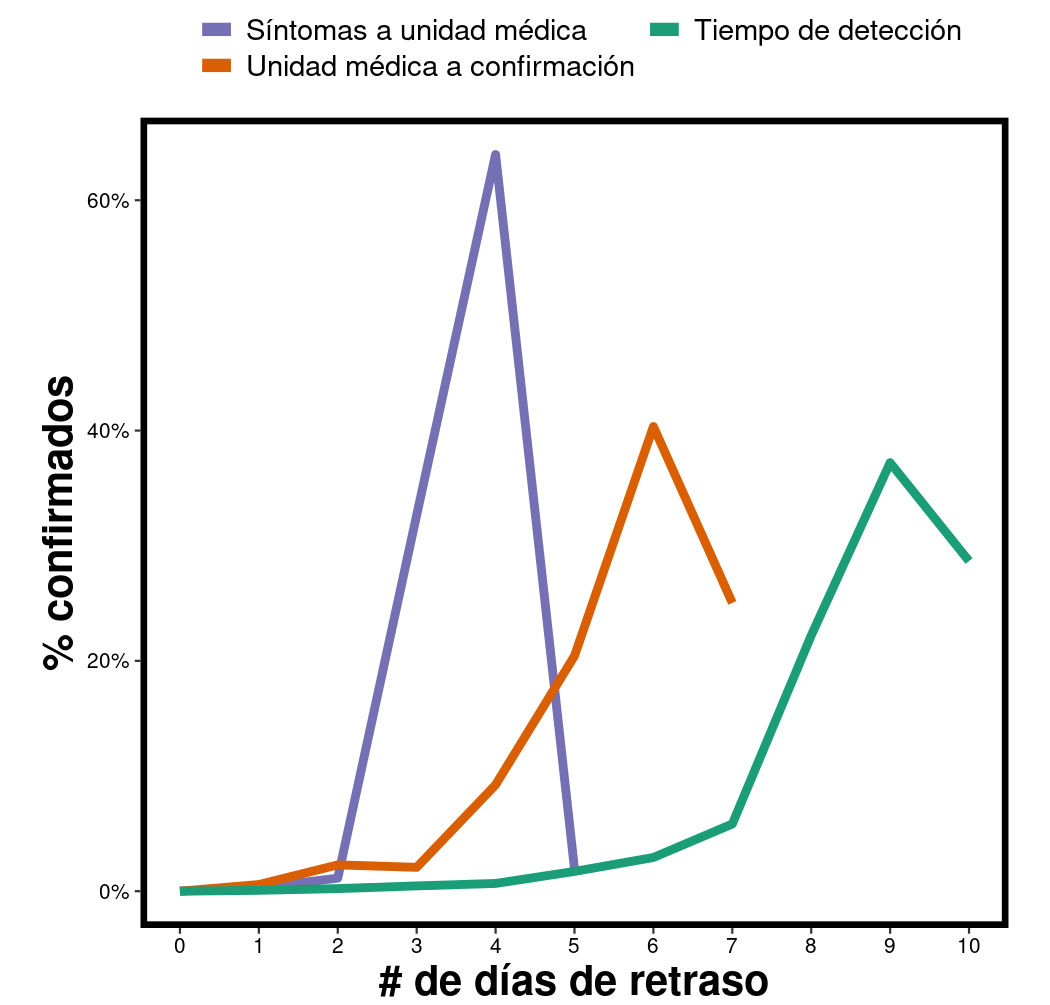 Síntomas a unidad médica
Tiempo de detección
Unidad médica a confirmación
60%
40%
20%
0%
% confirmados
0 1 2 3 4 5 6 7 8 9 10
# de días de retraso